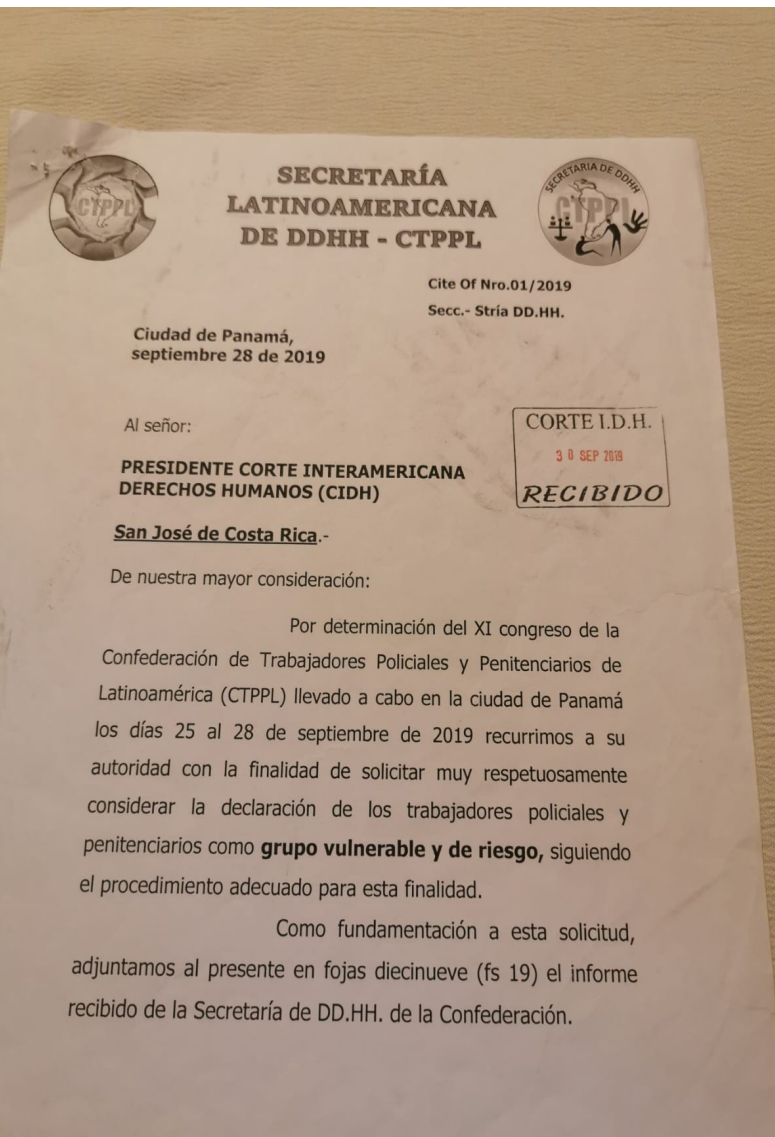 CTPPL
SECRETARÍA
LATINOAMERICANA
DE DDHH - CTPPL
SECRETARIA DE DDHH
CTPPL
Cite Of Nro.01/2019
Secc.- Stría DD.HH.
Ciudad de Panamá,
septiembre 28 de 2019
Al señor:
CORTE I.D.H.
30 SEP 2019
RECIBIDO
PRESIDENTE CORTE INTERAMERICANA
DERECHOS HUMANOS (CIDH)
San José de Costa Rica.-
De nuestra mayor consideración:
Por determinación del XI congreso de la
Confederación de Trabajadores Policiales y Penitenciarios de
Latinoamérica (CTPPL) llevado a cabo en la ciudad de Panamá
los días 25 al 28 de septiembre de 2019 recurrimos a su
autoridad con la finalidad de solicitar muy respetuosamente
considerar la declaración de los trabajadores policiales y
penitenciarios como grupo vulnerable y de riesgo, siguiendo
el procedimiento adecuado para esta finalidad.
Como fundamentación a esta solicitud,
adjuntamos al presente en fojas diecinueve (fs 19) el informe
recibido de la Secretaría de DD.HH. de la Confederación.